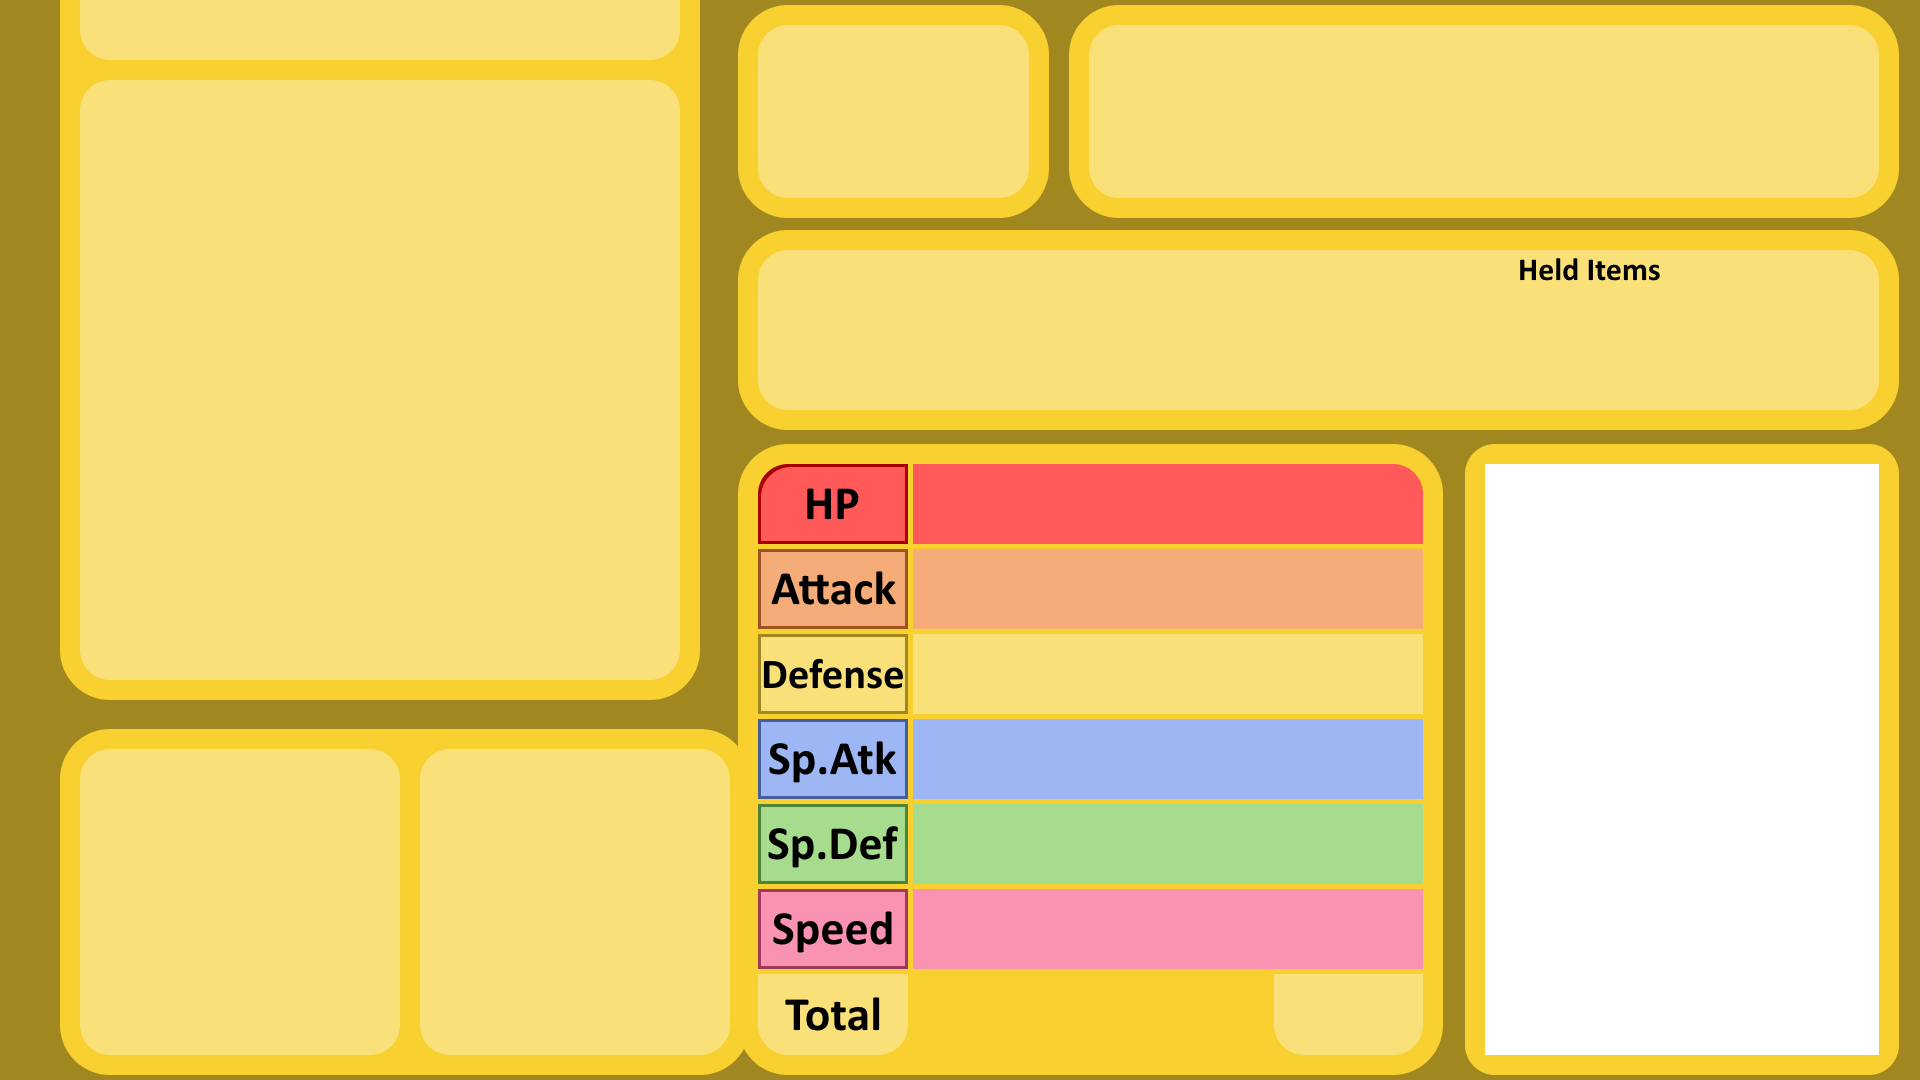 Held Items
HP
Attack
Defense
Sp.Atk
Sp.Def
Speed
Total